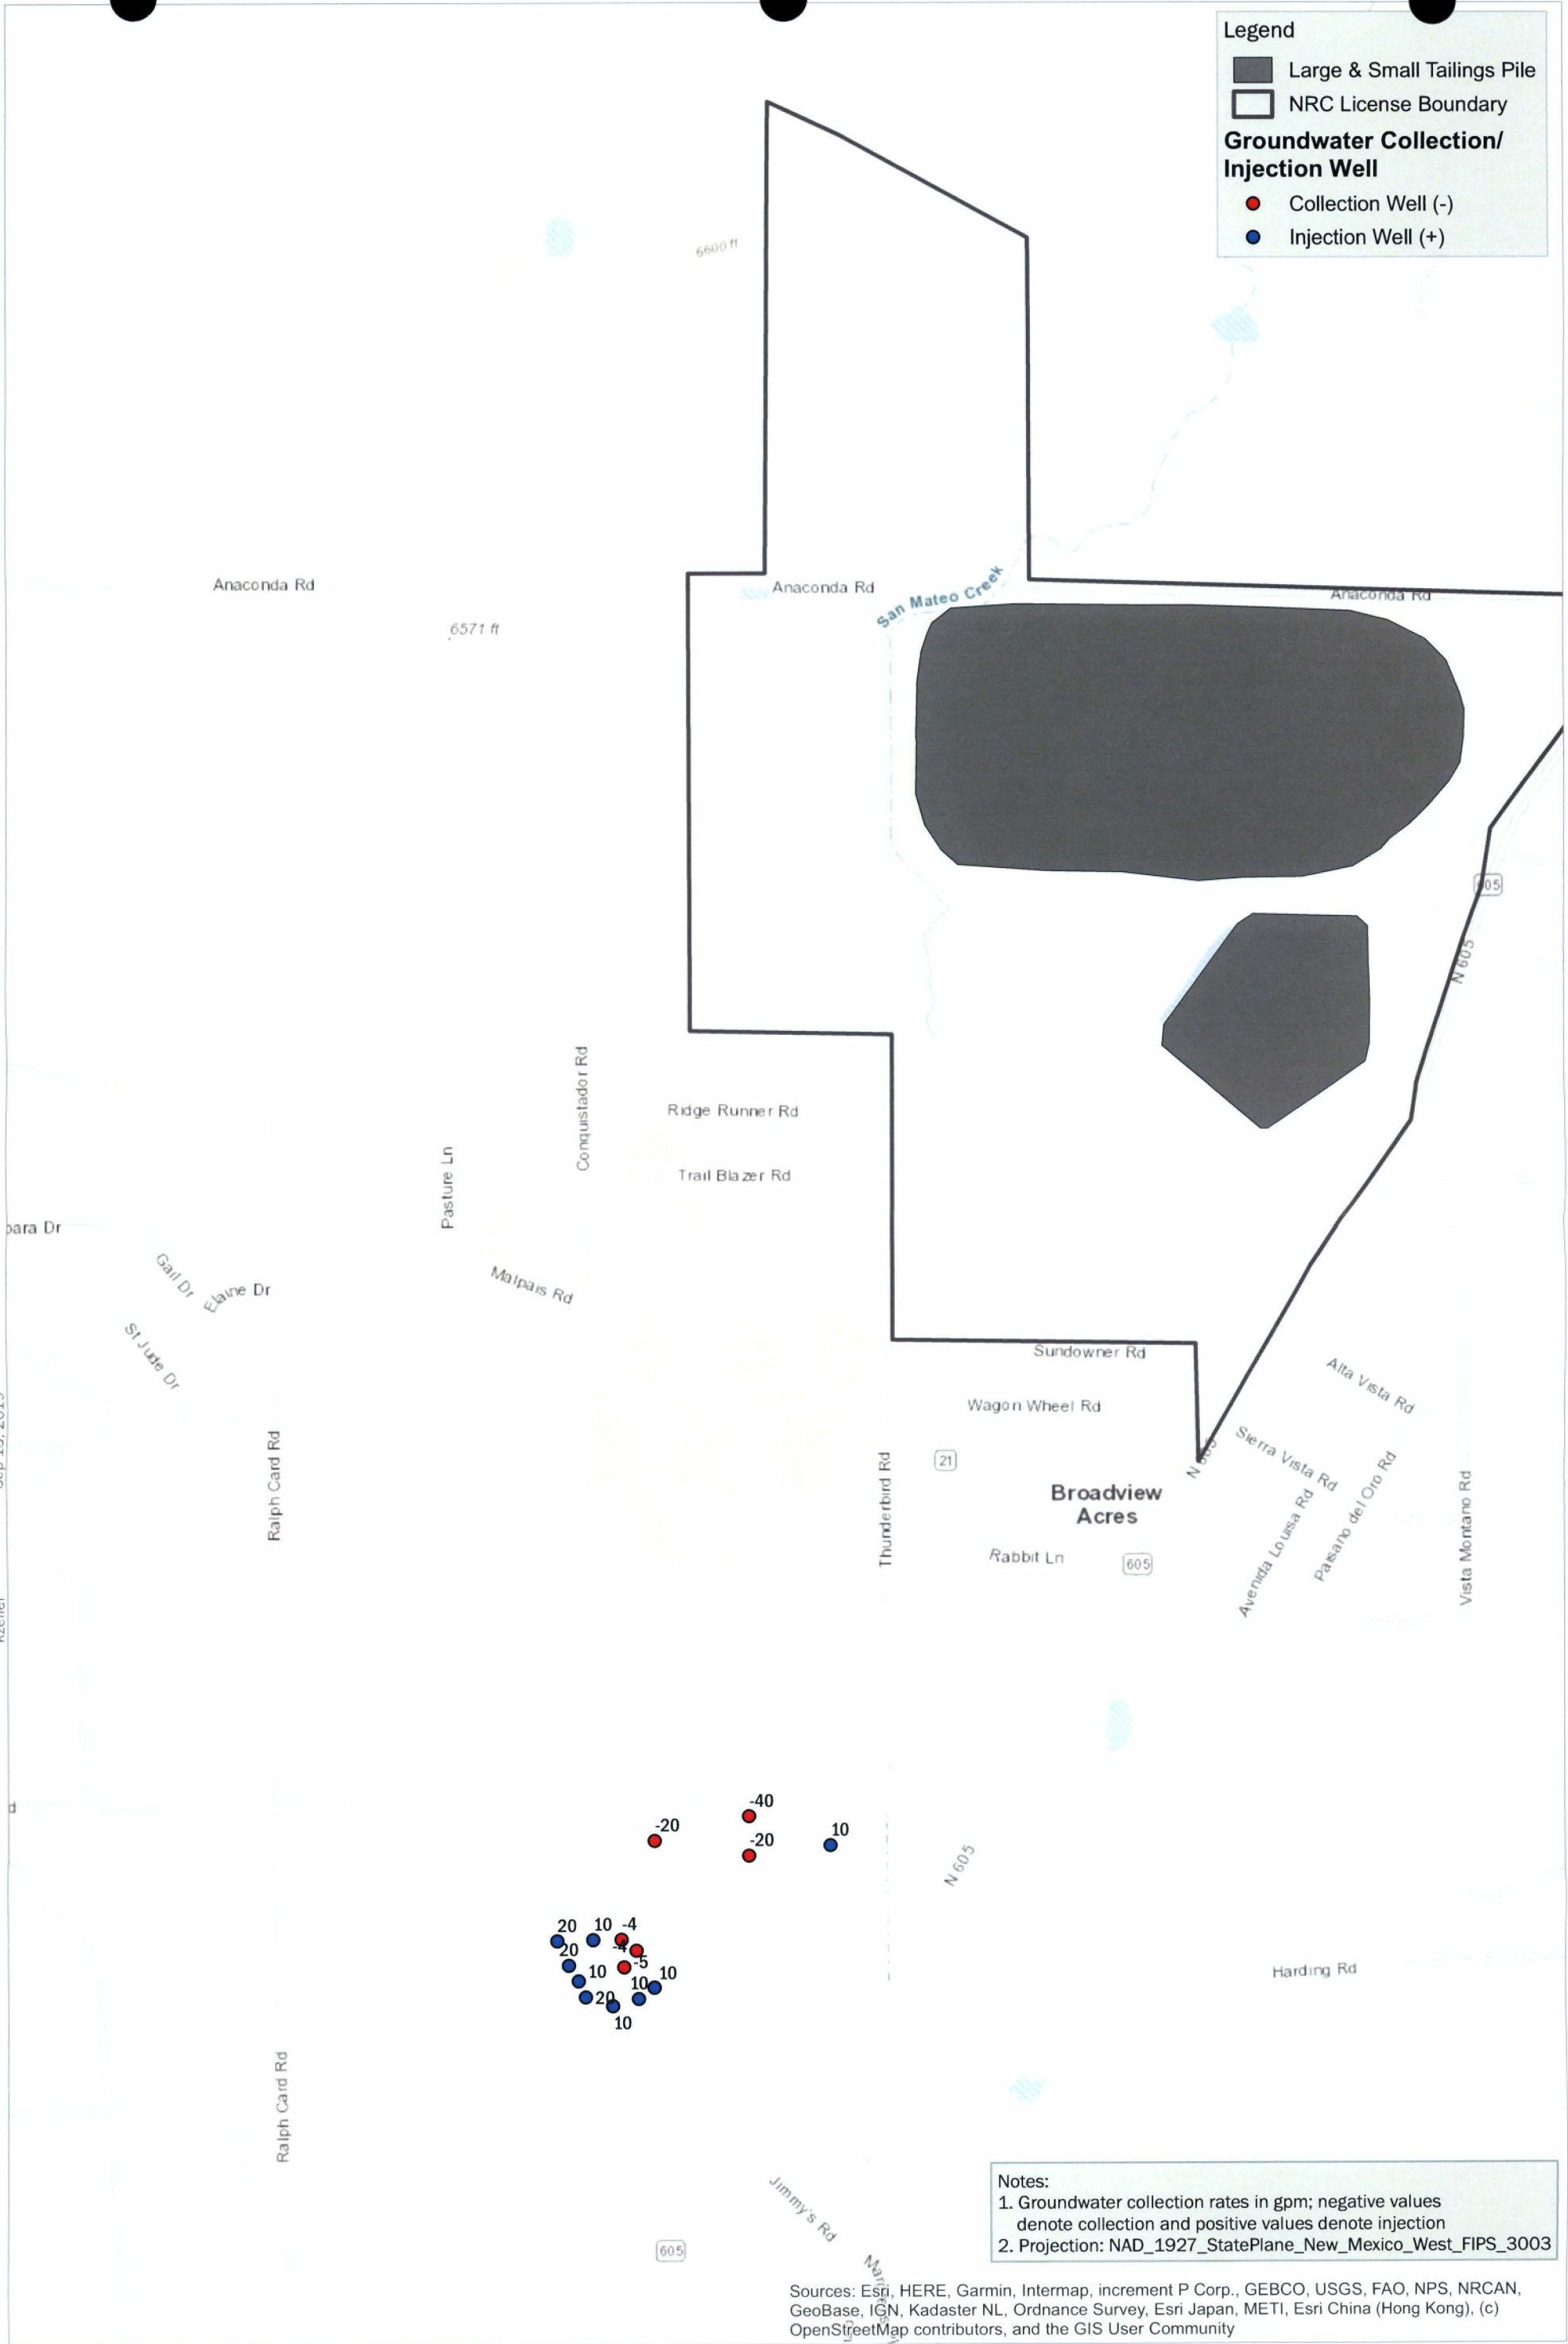 Legend
Large & Small Tailings Pile
NRC License Boundary
Groundwater Collection/
Injection Well
Collection Well (-)
Injection Well (+)
6600 ft
Anaconda Rd
Anaconda Rd
San Mateo Creek
Anaconda Rd
6571 ft
605
N 605
Conquistador Rd
Ridge Runner Rd
Pasture Ln
Trail Blazer Rd
bara Dr
Gail Dr
Elaine Dr
Malpais Rd
St Jude Dr
Sundowner Rd
Alta Vista Rd
Wagon Wheel Rd
Ralph Card Rd
Thunderbird Rd
21
N 605
Sierra Vista Rd
Broadview
Acres
Avenida Louisa Rd
Paisano del Oro Rd
Vista Montano Rd
Rabbit Ln
605
d
-40
-20
-20
10
N 605
20
10
-4
20
-4
-5
10
10
10
20
10
Harding Rd
Ralph Card Rd
Jimmy's Rd
605
Notes:
1. Groundwater collection rates in gpm; negative values
denote collection and positive values denote injection
2. Projection: NAD_1927_StatePlane_New_Mexico_West_FIPS_3003
Sources: Esri, HERE, Garmin, Intermap, increment P Corp., GEBCO, USGS, FAO, NPS, NRCAN,
GeoBase, IGN, Kadaster NL, Ordnance Survey, Esri Japan, METI, Esri China (Hong Kong), (c)
OpenStreetMap contributors, and the GIS User Community